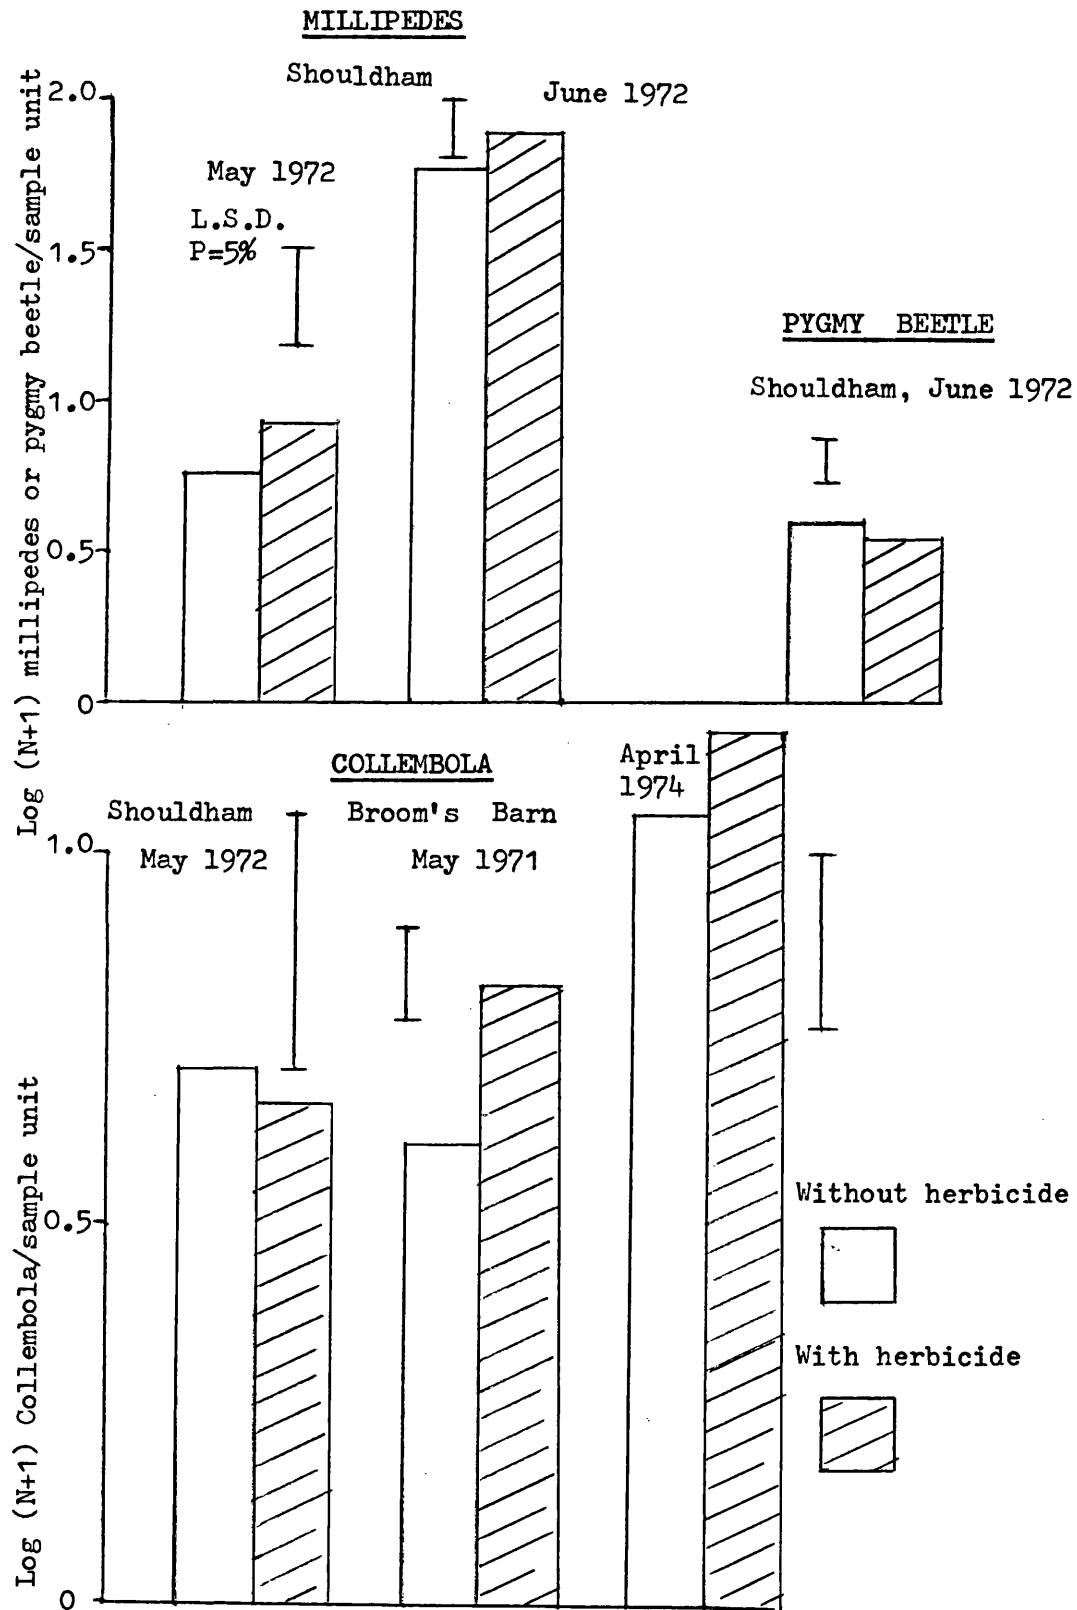 MILLIPEDES
Shouldham
June 1972
May 1972
L.S.D.
P=5%
Log (N+1) millipedes or pygmy beetle/sample unit
2.0
1.5
1.0
0.5
0
PYGMY BEETLE
Shouldham, June 1972
COLLEMBOLA
Shouldham
May 1972
Broom's Barn
May 1971
April
1974
Log (N+1) Collembola/sample unit
1.0
0.5
0
Without herbicide
With herbicide